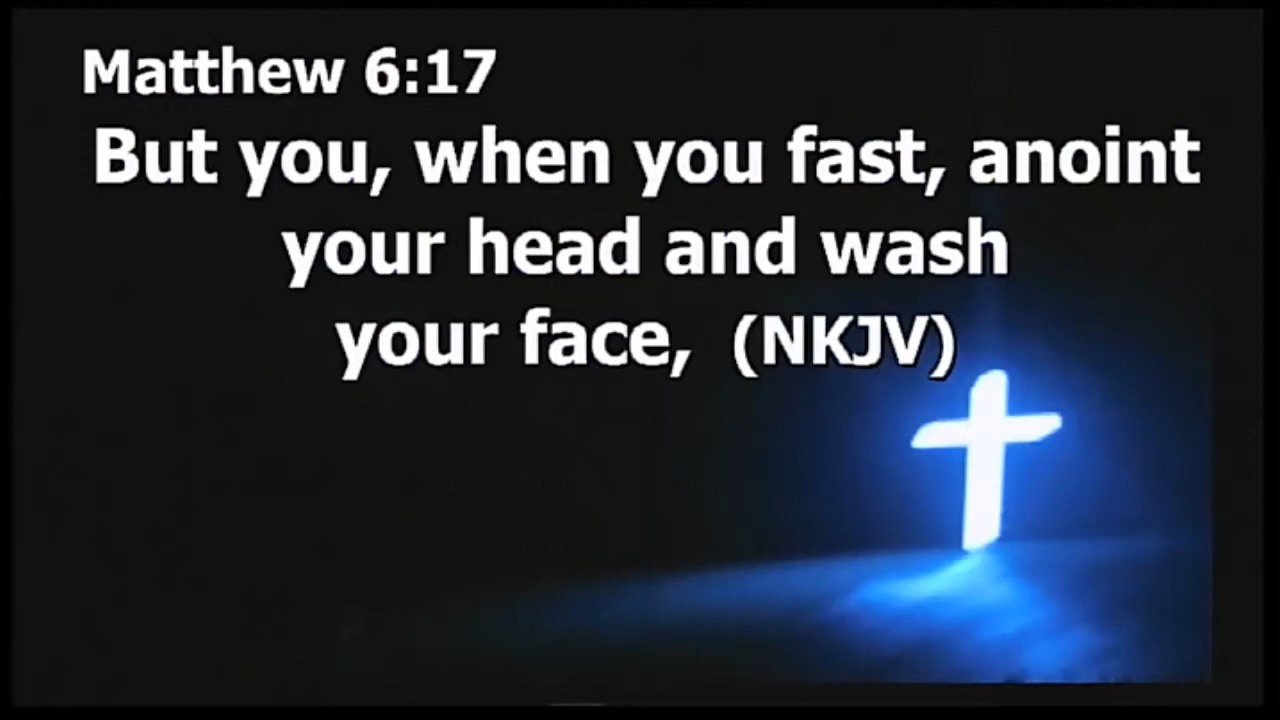 Matthew 6:17
But you, when you fast, anoint
your head and wash
your face, (NKJV)